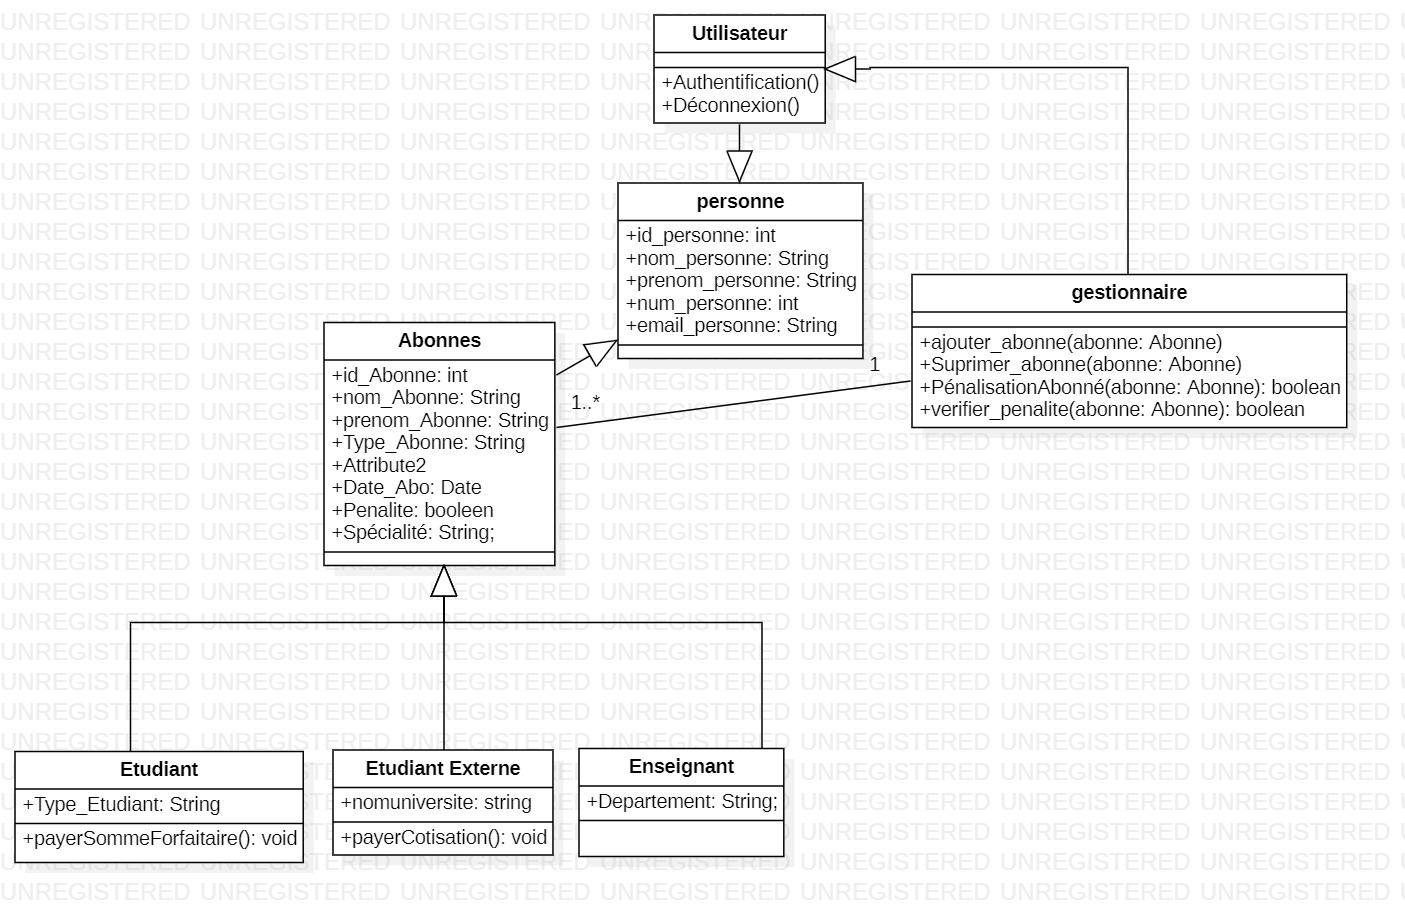 Utilisateur
+Authentification()
+Déconnexion()
personne
+id_personne: int
+nom_personne: String
+prenom_personne: String
+num_personne: int
+email_personne: String
gestionnaire
+ajouter_abonne(abonne: Abonne)
+Suprimer_abonne(abonne: Abonne)
+PénalisationAbonné(abonne: Abonne): boolean
+verifier_penalite(abonne: Abonne): boolean
1
1..*
Abonnes
+id_Abonne: int
+nom_Abonne: String
+prenom_Abonne: String
+Type_Abonne: String
+Attribute2
+Date_Abo: Date
+Penalite: booleen
+Spécialité: String;
Etudiant
+Type_Etudiant: String
+payerSommeForfaitaire(): void
Etudiant Externe
+nomuniversite: string
+payerCotisation(): void
Enseignant
+Departement: String;
UNREGISTERED